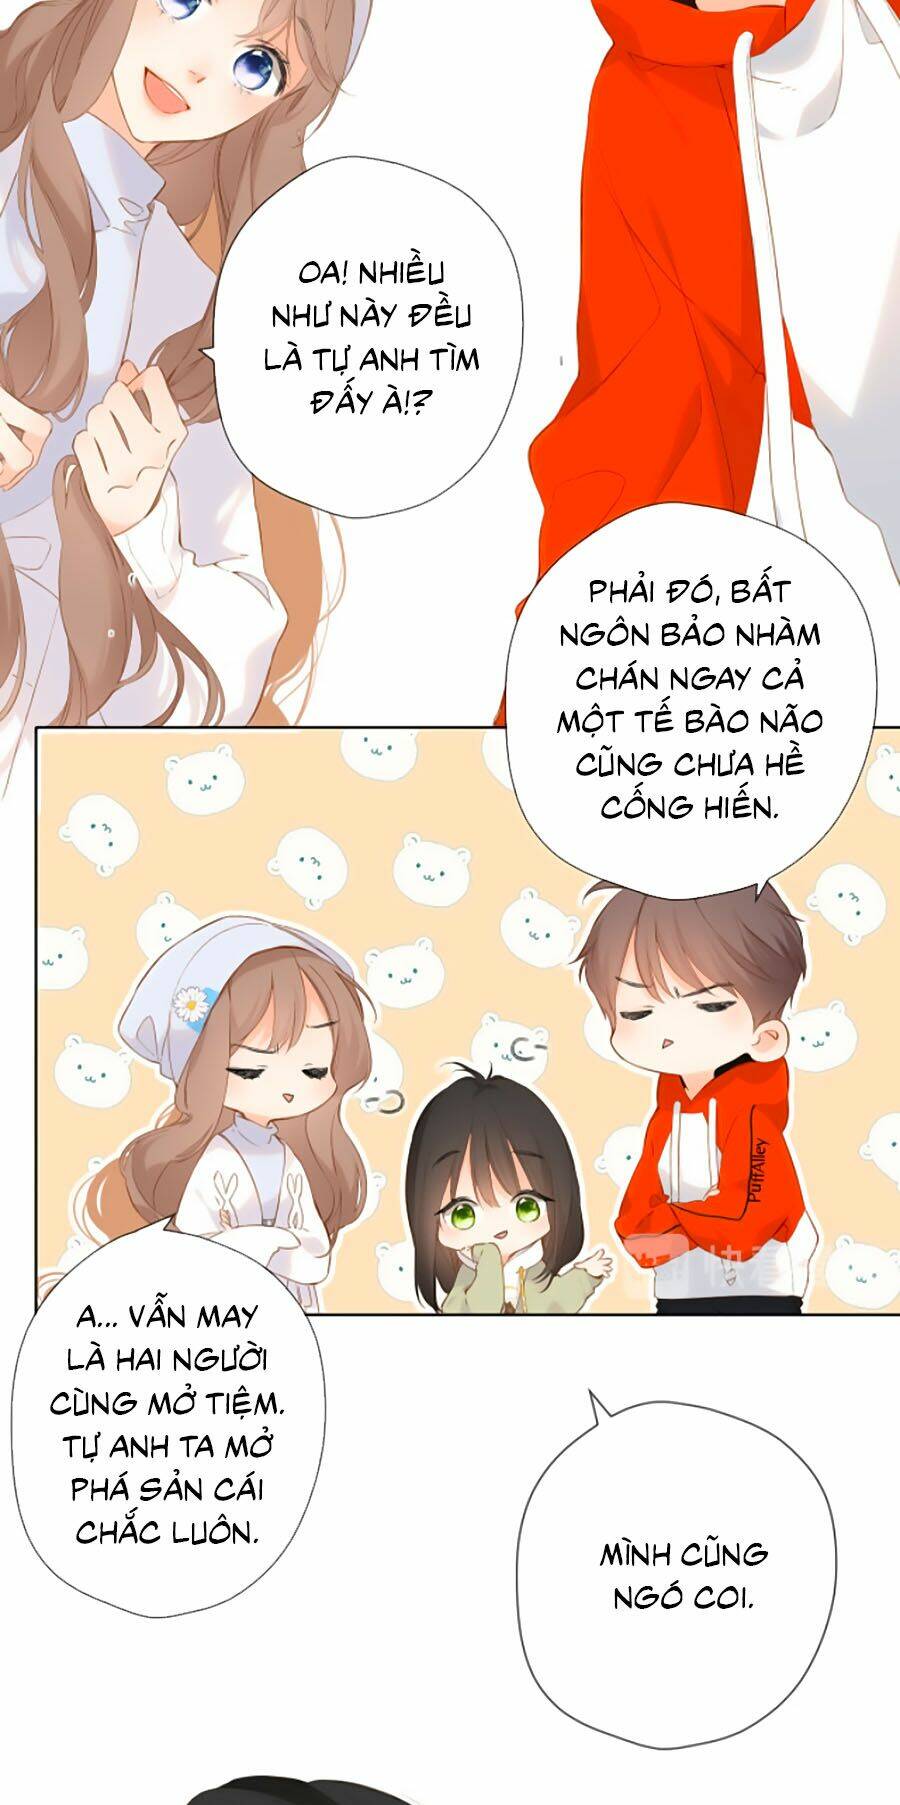 OA! NHIỀU
NHƯ NÀY ĐỀU
LÀ TỰ ANH TÌM
ĐẤY À!?
PHẢI ĐÓ, BẤT
NGÔN BẢO NHÀM
CHÁN NGAY CẢ
MỘT TẾ BÀO NÃO
CŨNG CHƯA HỀ
CỐNG HIẾN.
PuffAlley
快看
A... VẪN MAY
LÀ HAI NGƯỜI
CÙNG MỞ TIỆM.
TỰ ANH TA MỞ
PHÁ SẢN CÁI
CHẮC LUÔN.
MÌNH CŨNG
NGÓ COI.